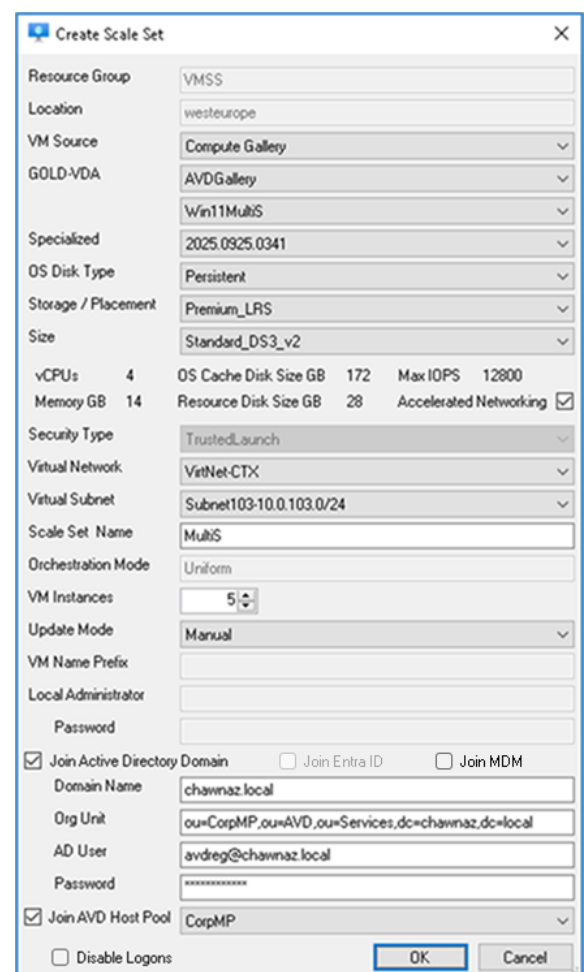 Create Scale Set
Resource Group VMSS
Location westeurope
VM Source Compute Gallery
GOLD-VDA AVDGallery
Win11MultiS
Specialized 2025.0925.0341
OS Disk Type Persistent
Storage / Placement Premium_LRS
Size Standard_DS3_v2
vCPUs 4 OS Cache Disk Size GB 172 Max IOPS 12800
Memory GB 14 Resource Disk Size GB 28 Accelerated Networking
Security Type TrustedLaunch
Virtual Network VirtNet-CTX
Virtual Subnet Subnet103-10.0.103.0/24
Scale Set Name MultiS
Orchestration Mode Uniform
VM Instances 5
Update Mode Manual
VM Name Prefix
Local Administrator
Password
Join Active Directory Domain Join Entra ID Join MDM
Domain Name chawnaz.local
Org Unit ou=CorpMP,ou=AVD,ou=Services,dc=chawnaz,dc=local
AD User avdreg@chawnaz.local
Password ************
Join AVD Host Pool CorpMP
Disable Logons OK Cancel